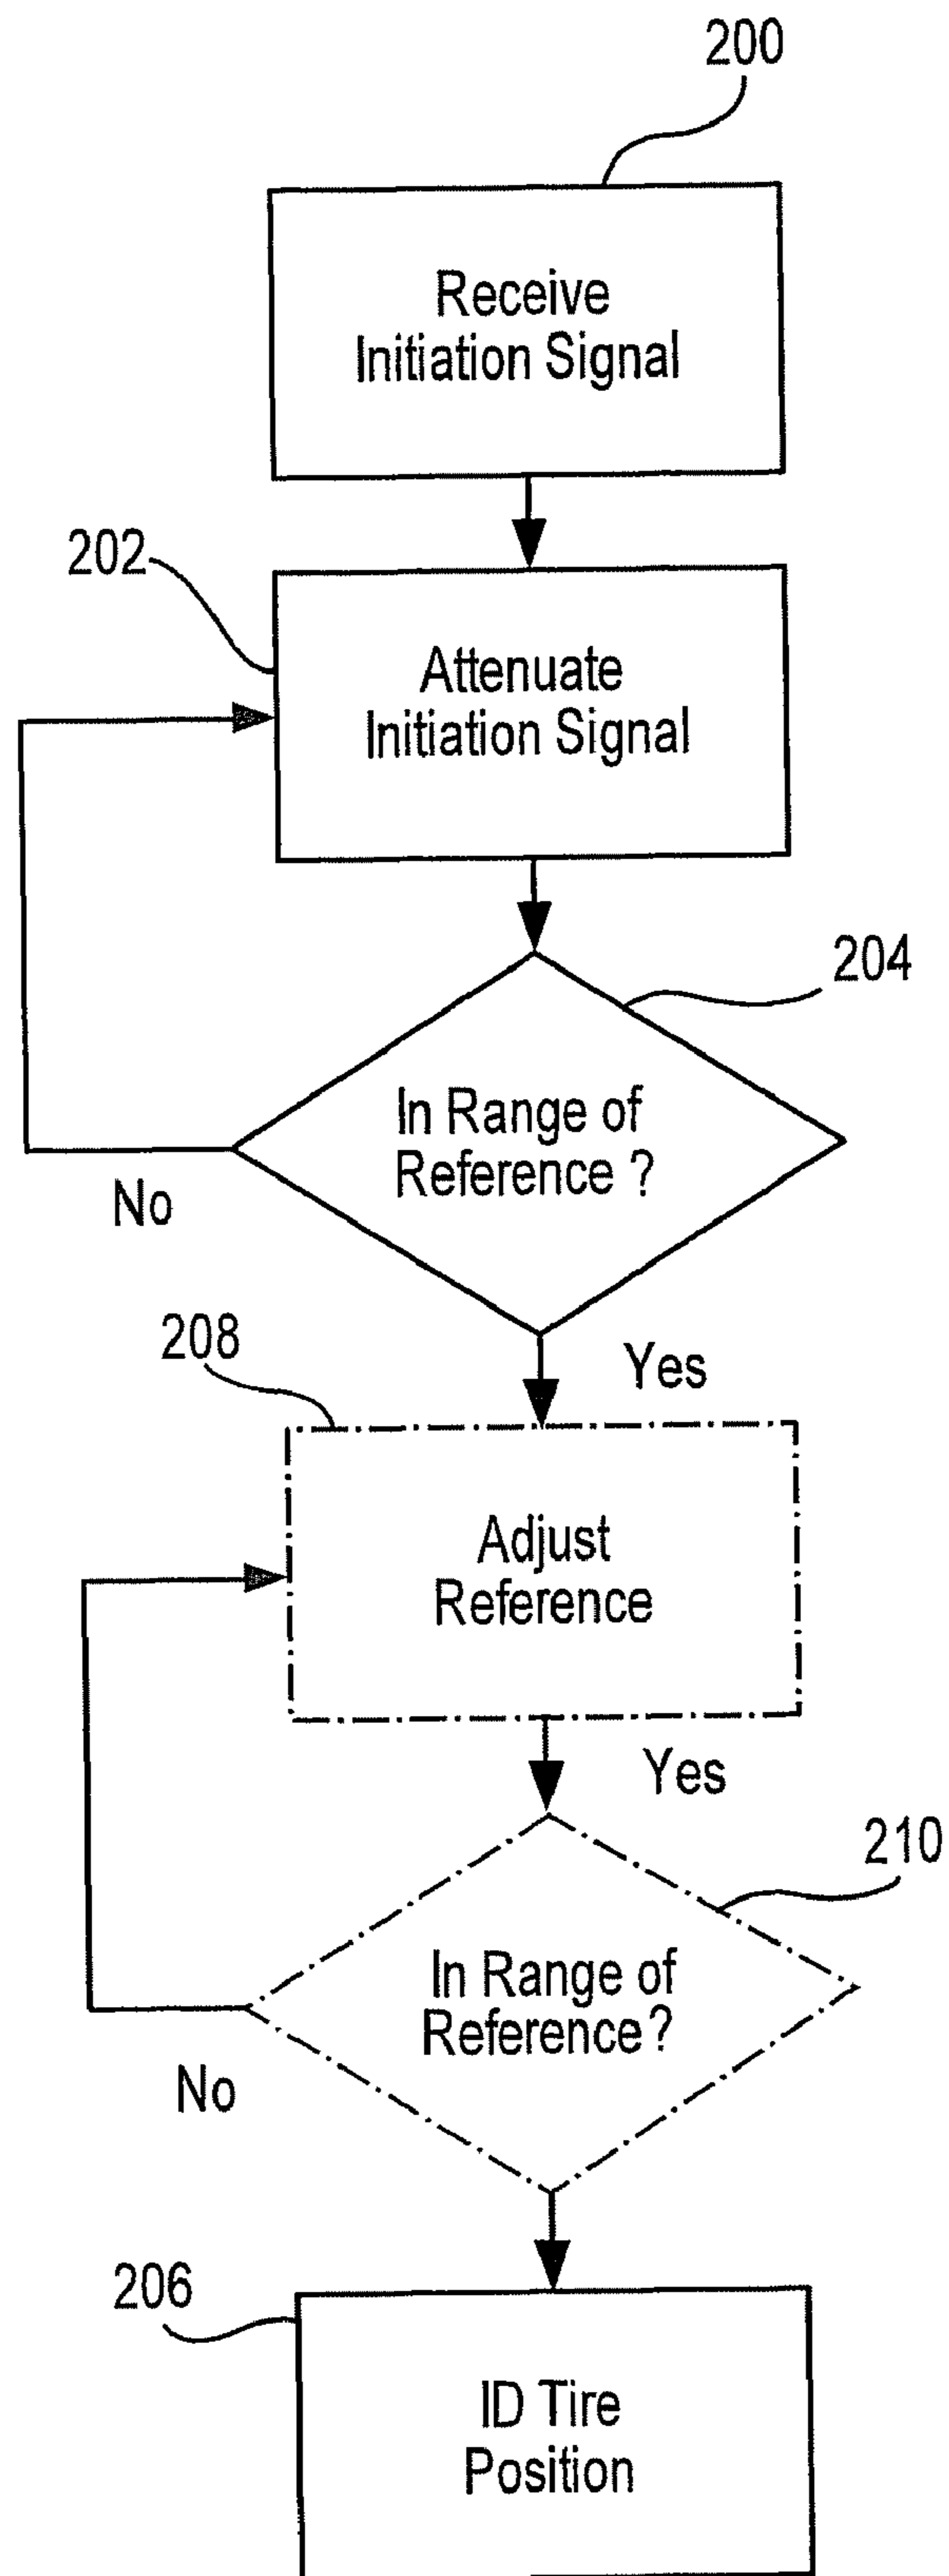 200
Receive
Initiation Signal
202
Attenuate
Initiation Signal
204
In Range of
Reference ?
No
208
Yes
Adjust
Reference
Yes
210
In Range of
Reference?
No
206
ID Tire
Position